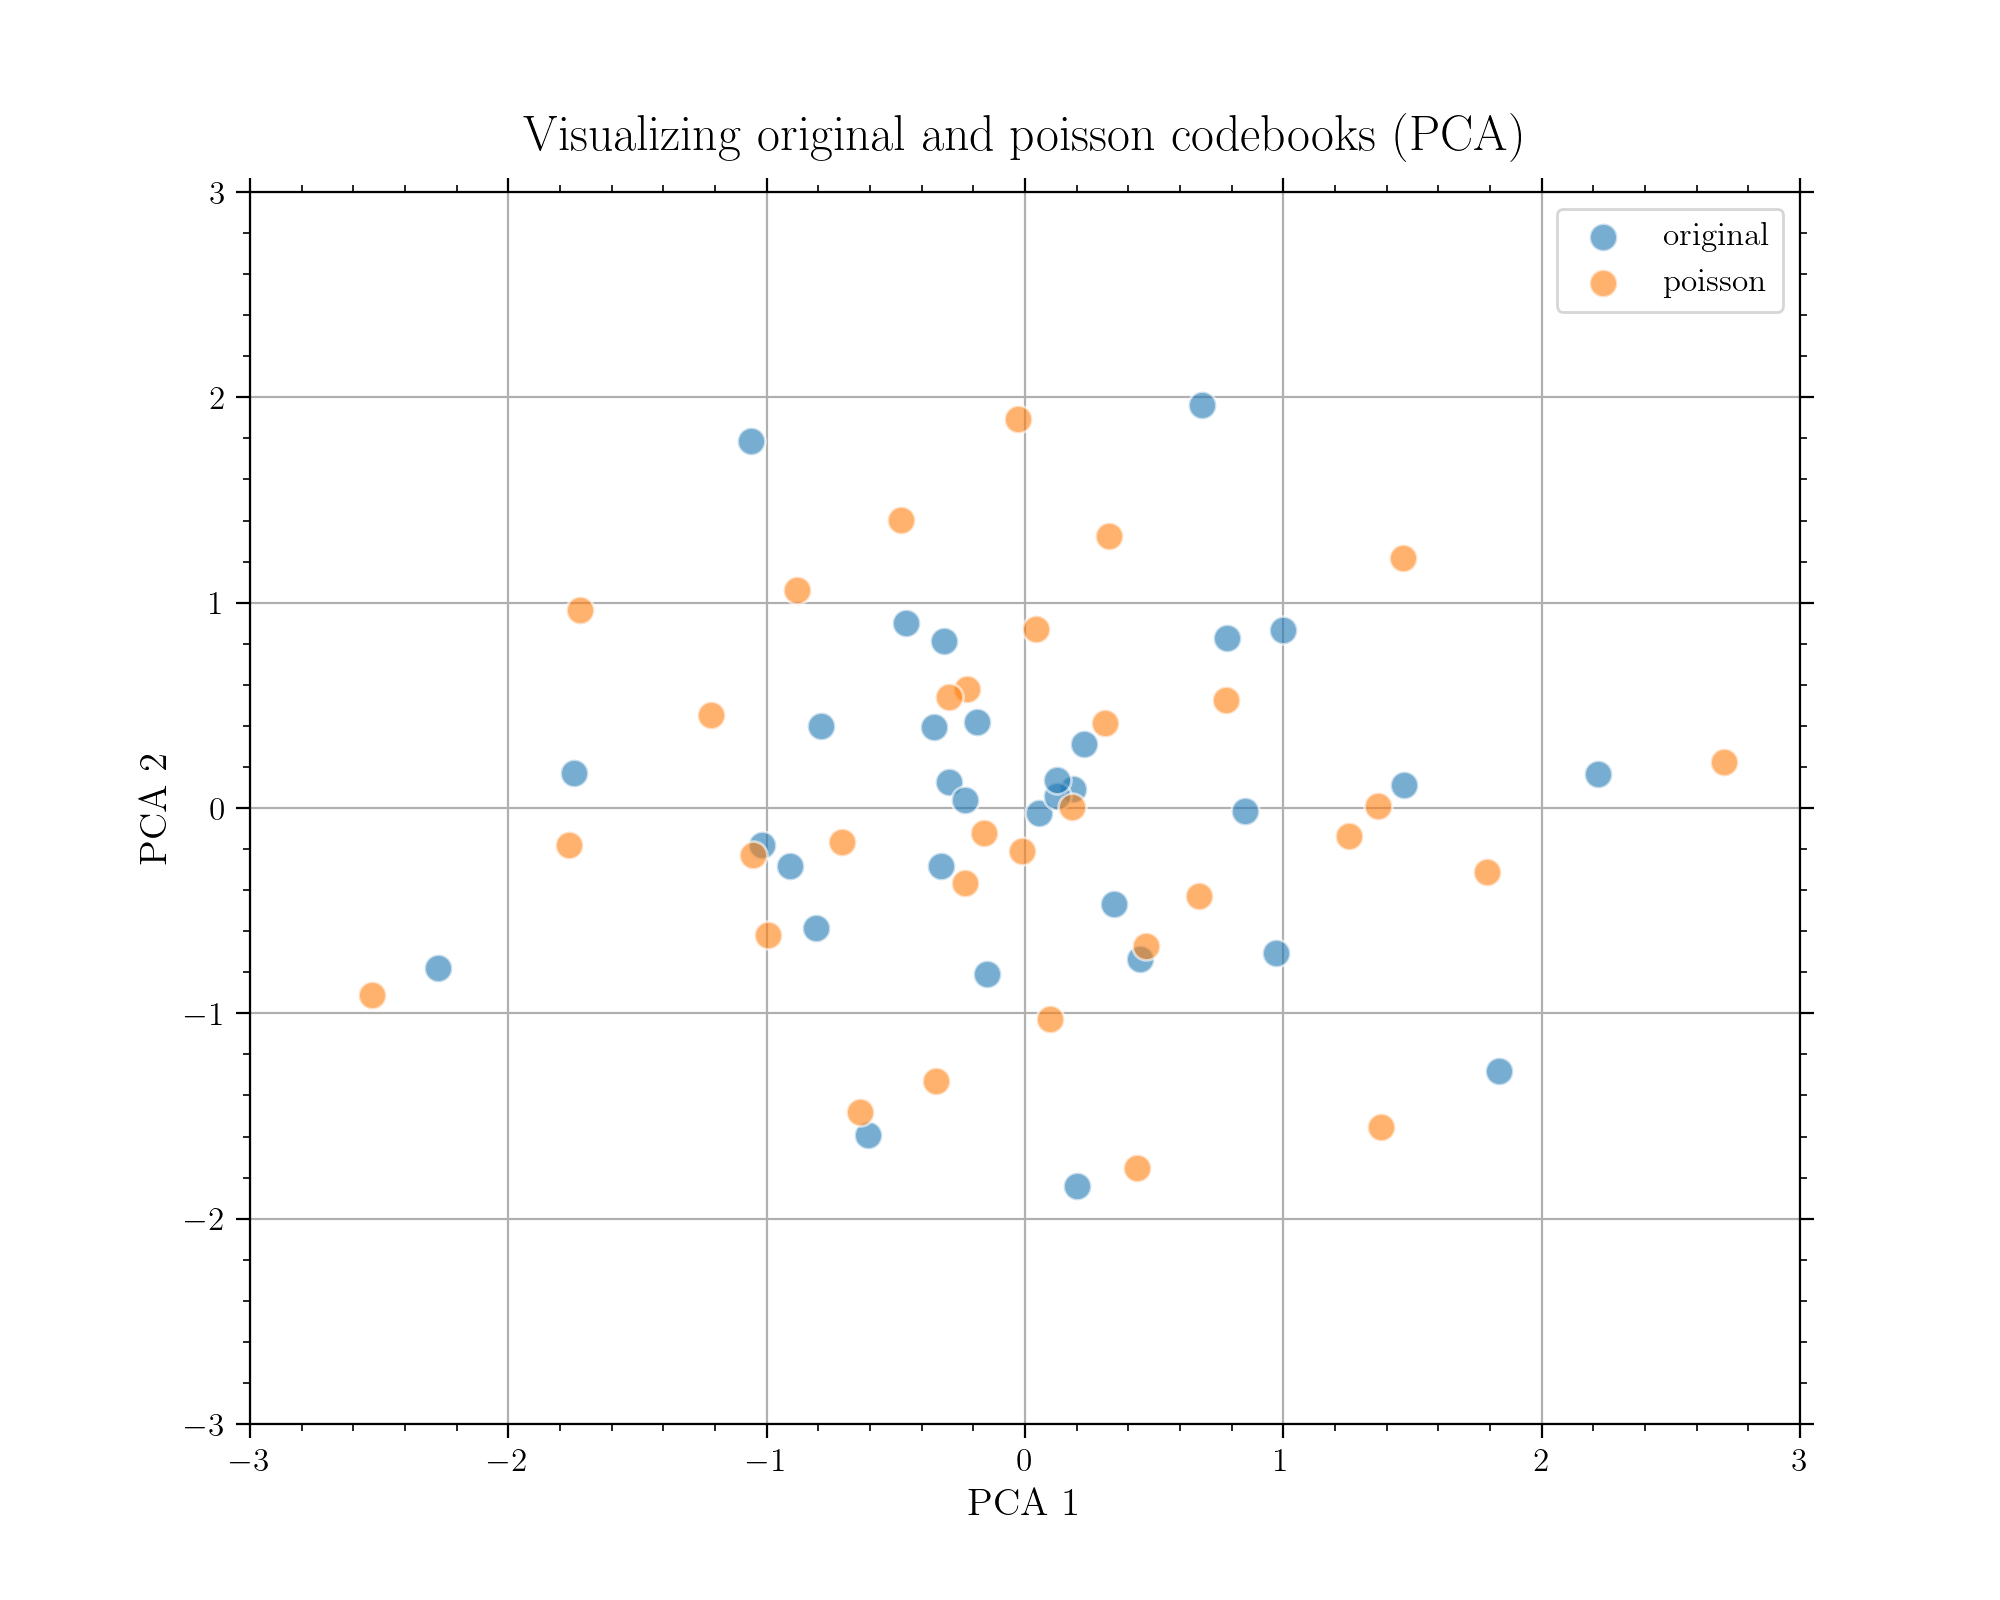 Visualizing original and poisson codebooks (PCA)
original
poisson
3
2
1
0
−1
−2
−3
PCA 2
−3 −2 −1 0 1 2 3
PCA 1